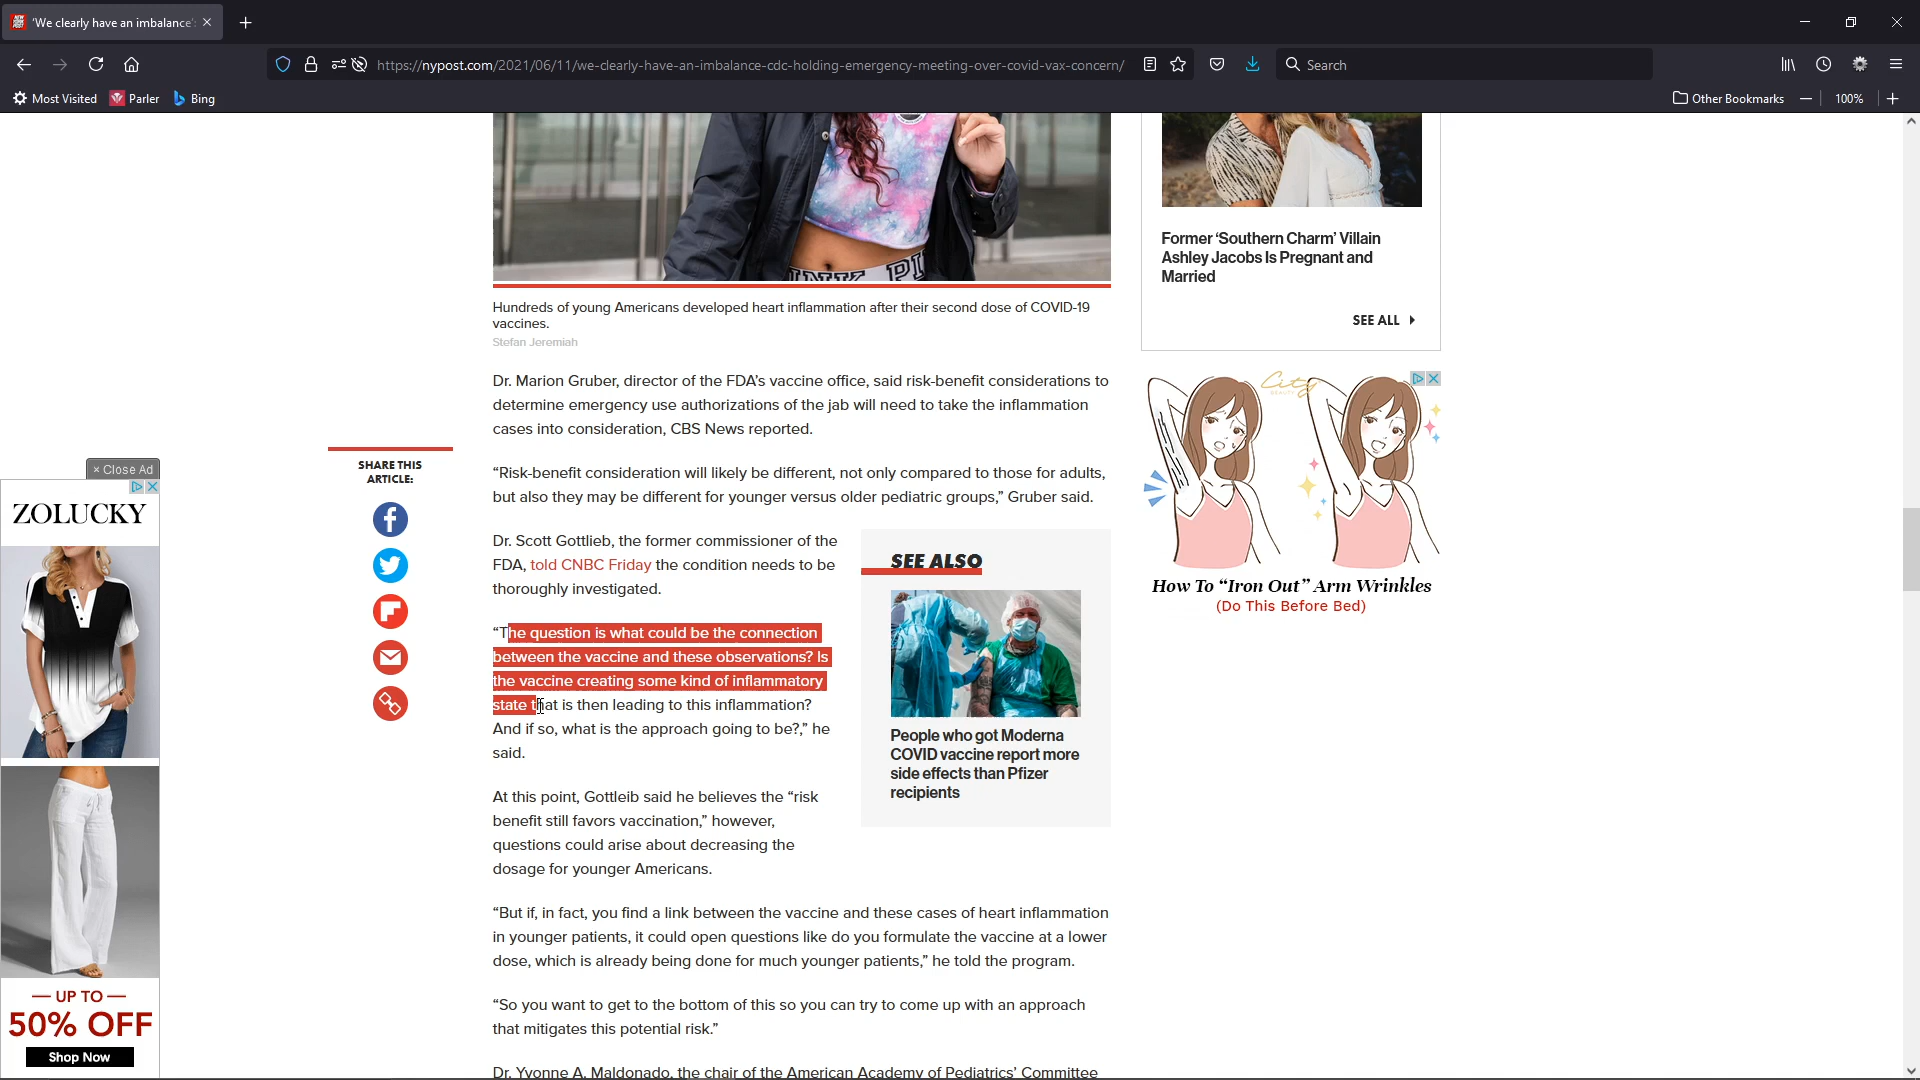 'We clearly have an imbalance':
https://nypost.com/2021/06/11/we-clearly-have-an-imbalance-cdc-holding-emergency-meeting-over-covid-vax-concern/
Search
Most Visited
Parler
Bing
Other Bookmarks
100%
Hundreds of young Americans developed heart inflammation after their second dose of COVID-19
vaccines.
Stefan Jeremiah
Dr. Marion Gruber, director of the FDA’s vaccine office, said risk-benefit considerations to
determine emergency use authorizations of the jab will need to take the inflammation
cases into consideration, CBS News reported.
“Risk-benefit consideration will likely be different, not only compared to those for adults,
but also they may be different for younger versus older pediatric groups,” Gruber said.
Dr. Scott Gottlieb, the former commissioner of the
FDA, told CNBC Friday the condition needs to be
thoroughly investigated.
“The question is what could be the connection
between the vaccine and these observations? Is
the vaccine creating some kind of inflammatory
state that is then leading to this inflammation?
And if so, what is the approach going to be?,” he
said.
At this point, Gottleib said he believes the “risk
benefit still favors vaccination,” however,
questions could arise about decreasing the
dosage for younger Americans.
“But if, in fact, you find a link between the vaccine and these cases of heart inflammation
in younger patients, it could open questions like do you formulate the vaccine at a lower
dose, which is already being done for much younger patients,” he told the program.
“So you want to get to the bottom of this so you can try to come up with an approach
that mitigates this potential risk.”
Dr. Yvonne A. Maldonado, the chair of the American Academy of Pediatrics’ Committee
SEE ALSO
People who got Moderna
COVID vaccine report more
side effects than Pfizer
recipients
SHARE THIS
ARTICLE:
× Close Ad
ZOLUCKY
— UP TO —
50% OFF
Shop Now
Former ‘Southern Charm’ Villain
Ashley Jacobs Is Pregnant and
Married
SEE ALL
City
BEAUTY
How To “Iron Out” Arm Wrinkles
(Do This Before Bed)